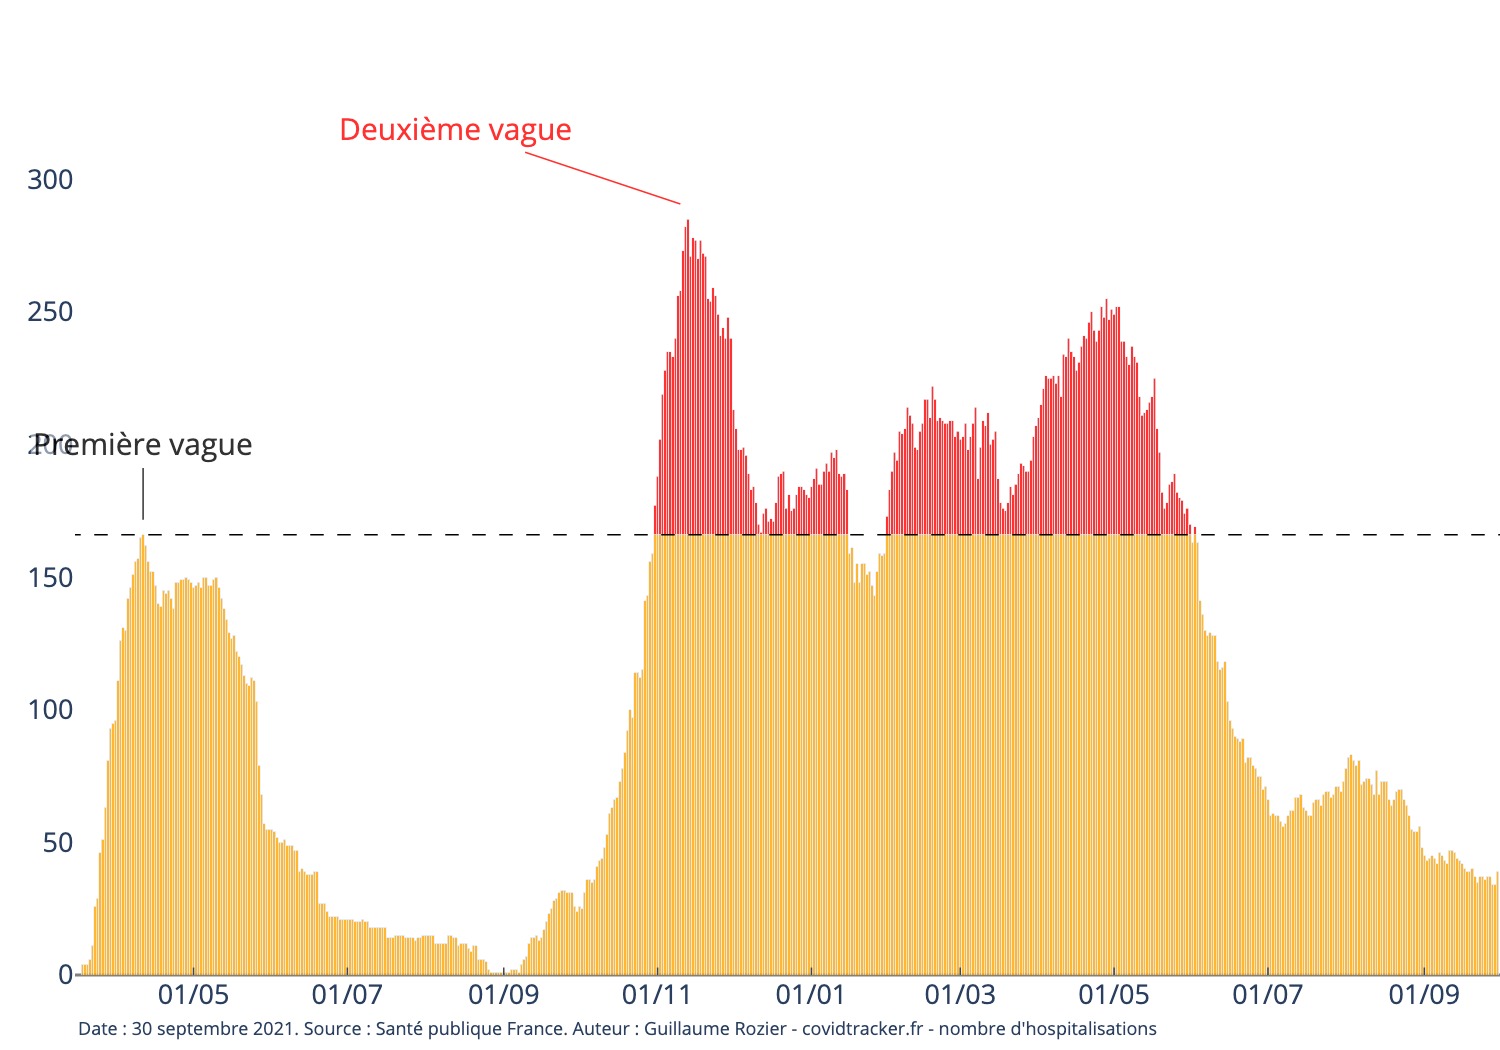 Deuxième vague
300
250
200
Première vague
150
100
50
0
01/05 01/07 01/09 01/11 01/01 01/03 01/05 01/07 01/09
Date : 30 septembre 2021. Source : Santé publique France. Auteur : Guillaume Rozier - covidtracker.fr - nombre d'hospitalisations